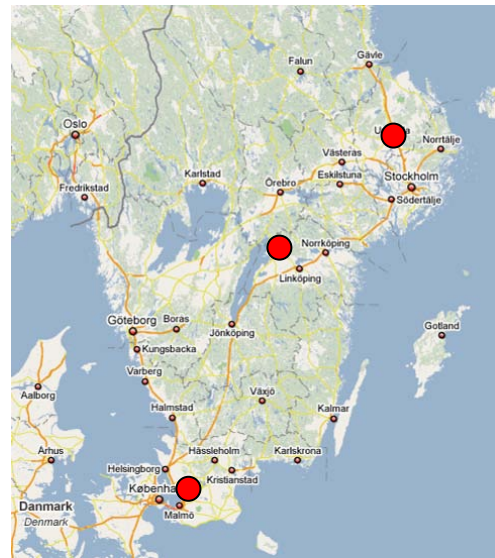 Gävle
Falun
Oslo
Norrtälje
Västerås
Karlstad
Eskilstuna
Stockholm
Fredrikstad
Örebro
Södertälje
Norrköping
Linköping
Göteborg
Borås
Gotland
Jönköping
Kungsbacka
Varberg
Växjö
Aalborg
Halmstad
Kalmar
Århus
Hässleholm
Karlskrona
Helsingborg
Kristianstad
Københa
Danmark
Malmö
Denmark